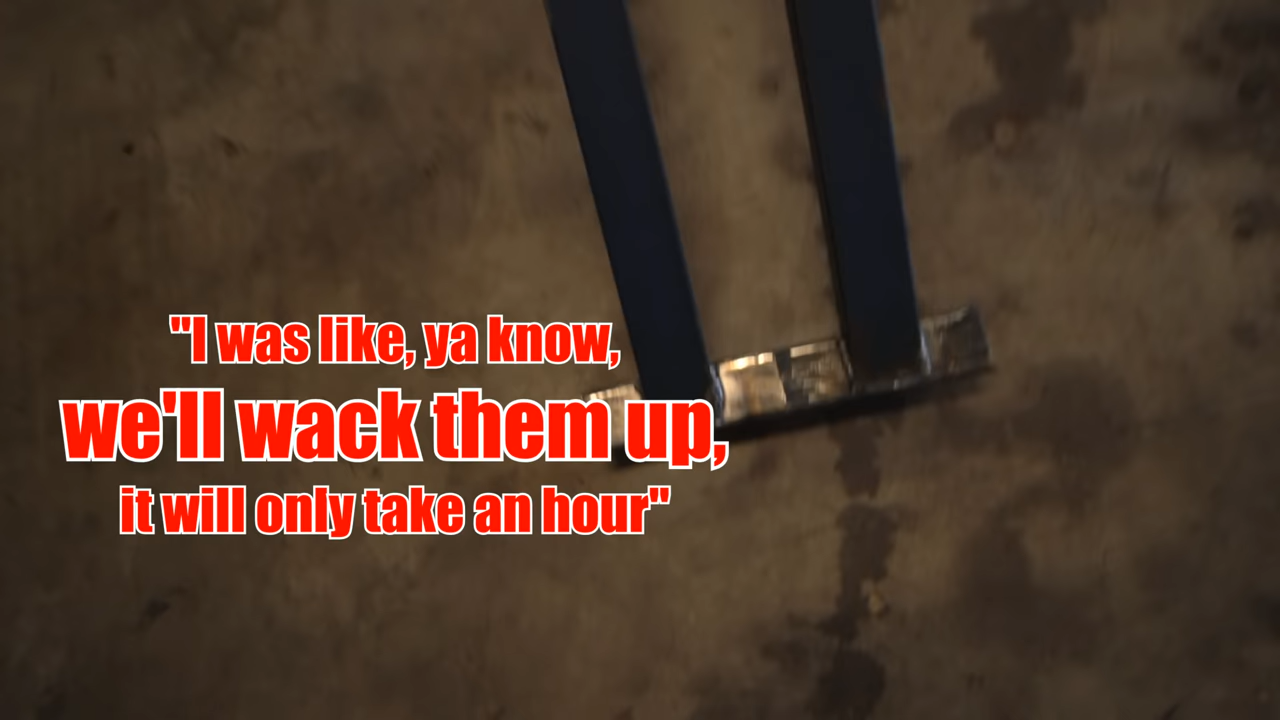 "I was like, ya know,
we'll wack them up,
it will only take an hour"